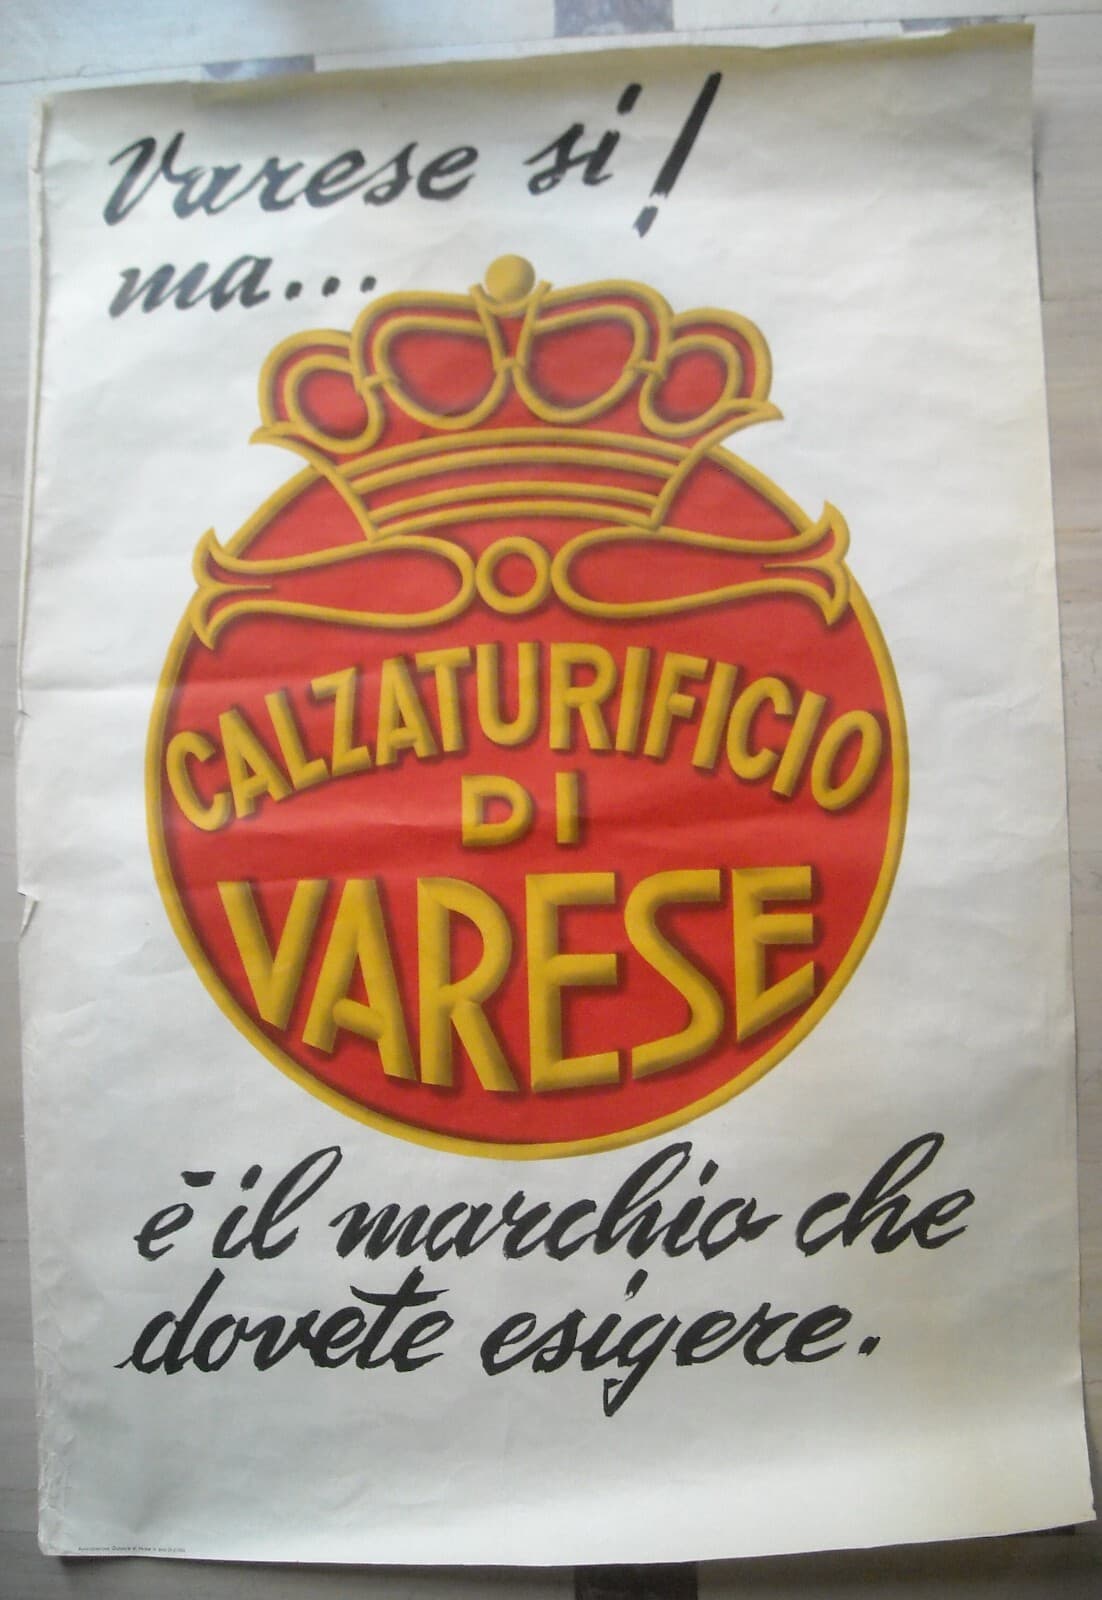 Varese si!
ma...
CALZATURIFICIO
DI
VARESE
è il marchio che
dovete esigere.